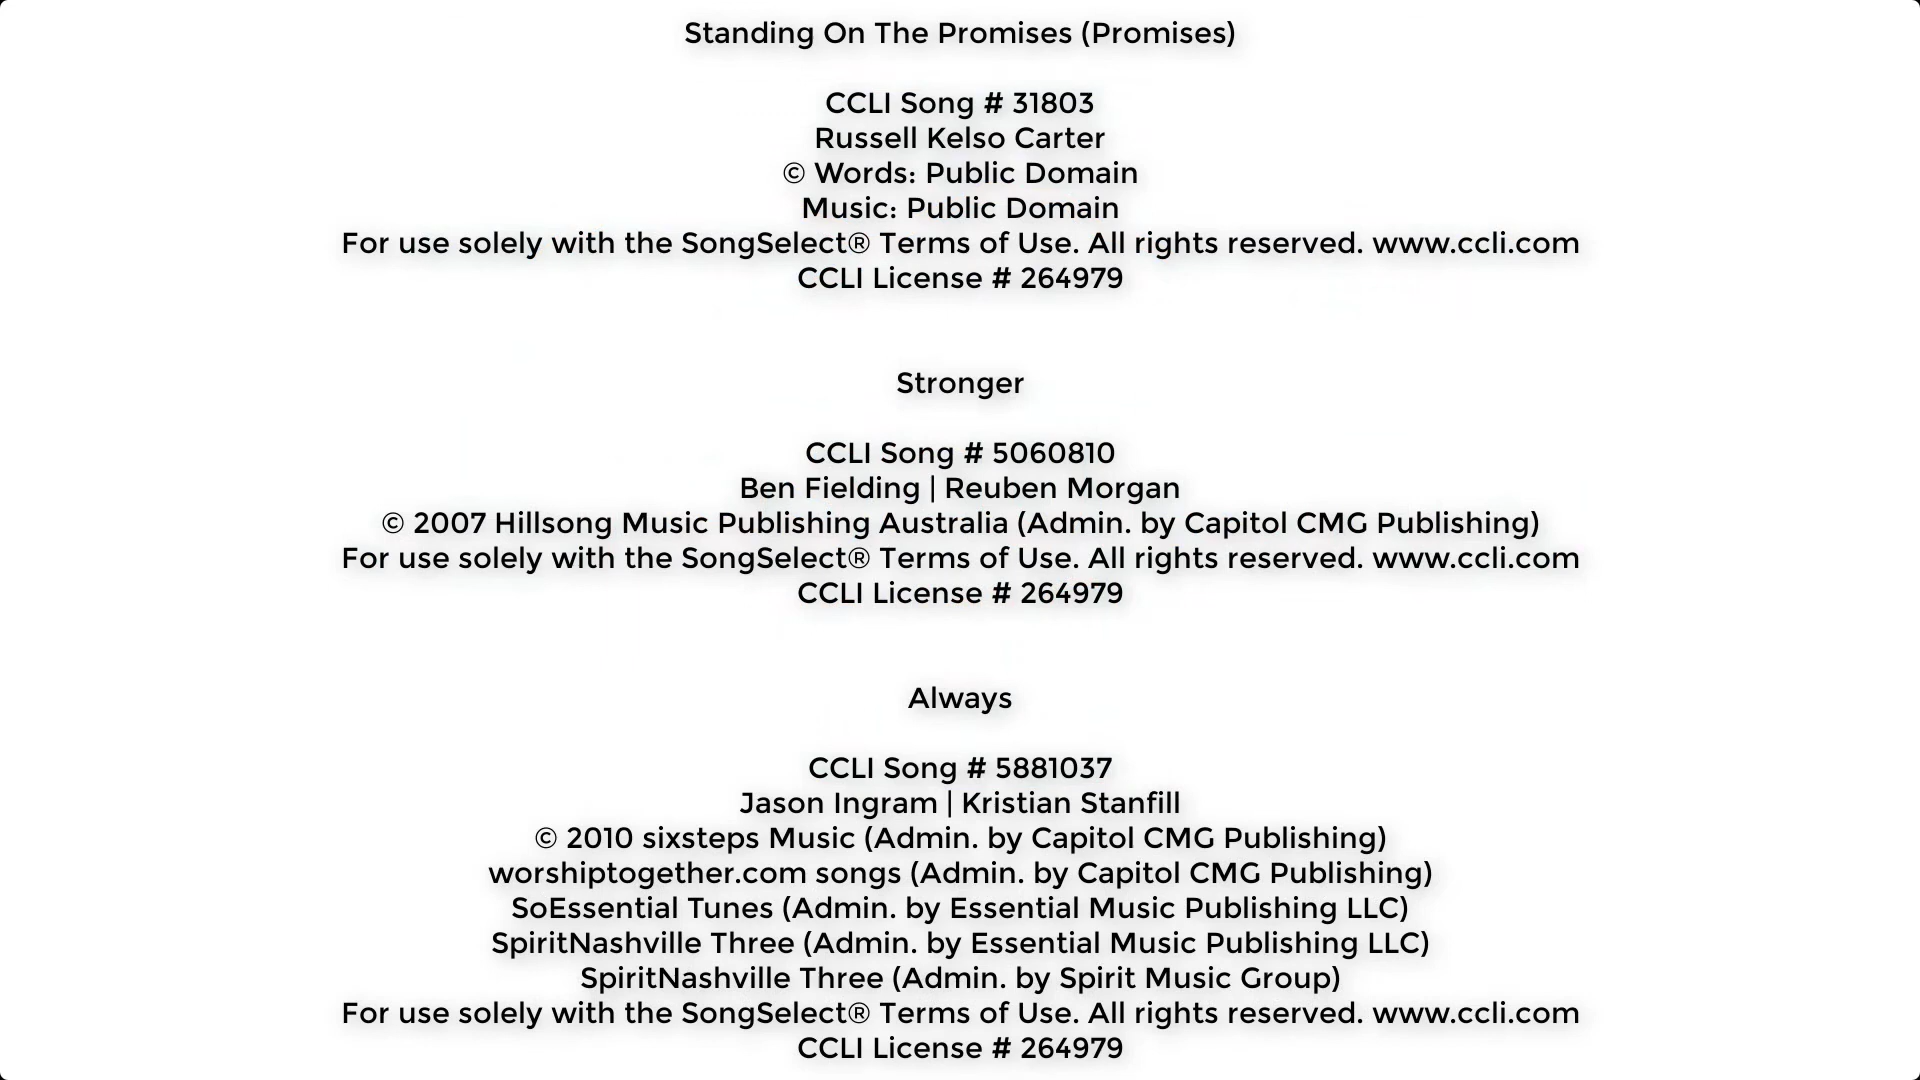 Standing On The Promises (Promises)
CCLI Song # 31803
Russell Kelso Carter
© Words: Public Domain
Music: Public Domain
For use solely with the SongSelect® Terms of Use. All rights reserved. www.ccli.com
CCLI License # 264979
Stronger
CCLI Song # 5060810
Ben Fielding | Reuben Morgan
© 2007 Hillsong Music Publishing Australia (Admin. by Capitol CMG Publishing)
For use solely with the SongSelect® Terms of Use. All rights reserved. www.ccli.com
CCLI License # 264979
Always
CCLI Song # 5881037
Jason Ingram | Kristian Stanfill
© 2010 sixsteps Music (Admin. by Capitol CMG Publishing)
worshiptogether.com songs (Admin. by Capitol CMG Publishing)
SoEssential Tunes (Admin. by Essential Music Publishing LLC)
SpiritNashville Three (Admin. by Essential Music Publishing LLC)
SpiritNashville Three (Admin. by Spirit Music Group)
For use solely with the SongSelect® Terms of Use. All rights reserved. www.ccli.com
CCLI License # 264979